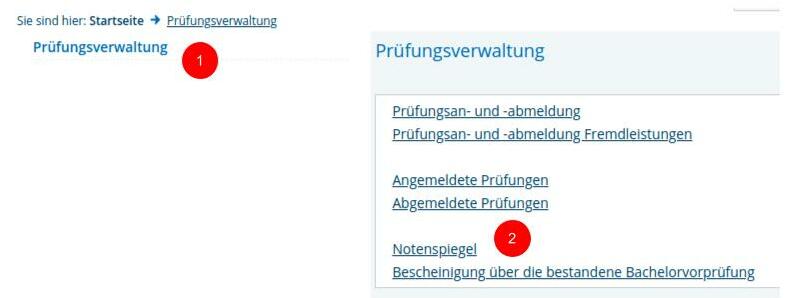 Sie sind hier: Startseite → Prüfungsverwaltung
Prüfungsverwaltung
1
Prüfungsverwaltung
Prüfungsan- und -abmeldung
Prüfungsan- und -abmeldung Fremdleistungen
Angemeldete Prüfungen
Abgemeldete Prüfungen
Notenspiegel
2
Bescheinigung über die bestandene Bachelorvorprüfung